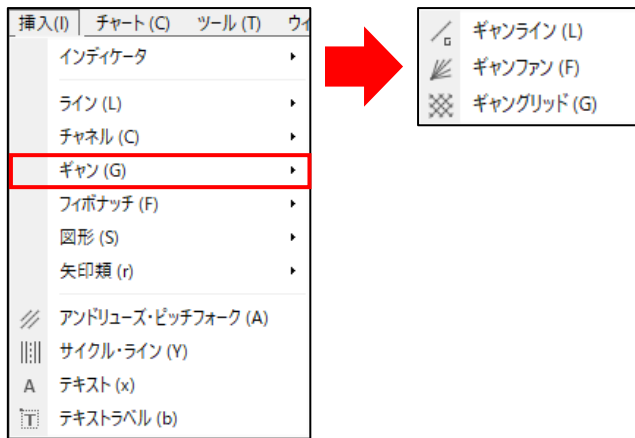 挿入(I) チャート(C) ツール(T) ウィ
インディケータ
ライン(L)
チャネル(C)
ギャン(G)
フィボナッチ(F)
図形(S)
矢印類(r)
アンドリューズ・ピッチフォーク(A)
サイクル・ライン(Y)
テキスト(x)
テキストラベル(b)
ギャンライン(L)
ギャンファン(F)
ギャングリッド(G)